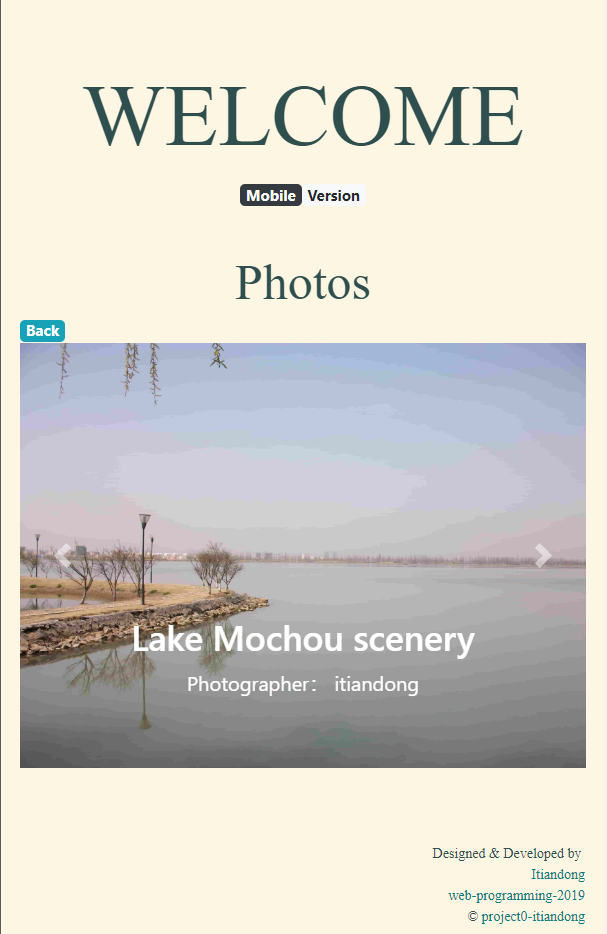 WELCOME
Mobile Version
Photos
Back
Lake Mochou scenery
Photographer： itiandong
Designed & Developed by
Itiandong
web-programming-2019
© project0-itiandong